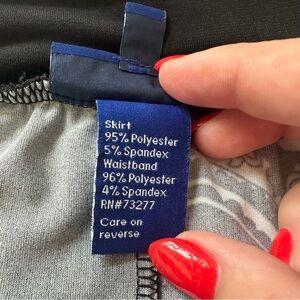 Skirt
95% Polyester
5% Spandex
Waistband
96% Polyester
4% Spandex
RN#73277
Care on
reverse